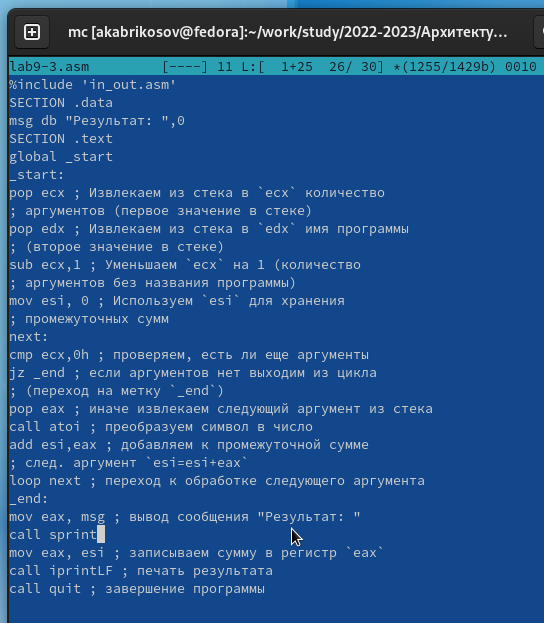 mc [akabrikosov@fedora]:~/work/study/2022-2023/Архитекту…
lab9-3.asm [----] 11 L:[ 1+25 26/ 30] *(1255/1429b) 0010
%include 'in_out.asm'
SECTION .data
msg db "Результат: ",0
SECTION .text
global _start
_start:
pop ecx ; Извлекаем из стека в `ecx` количество
; аргументов (первое значение в стеке)
pop edx ; Извлекаем из стека в `edx` имя программы
; (второе значение в стеке)
sub ecx,1 ; Уменьшаем `ecx` на 1 (количество
; аргументов без названия программы)
mov esi, 0 ; Используем `esi` для хранения
; промежуточных сумм
next:
cmp ecx,0h ; проверяем, есть ли еще аргументы
jz _end ; если аргументов нет выходим из цикла
; (переход на метку `_end`)
pop eax ; иначе извлекаем следующий аргумент из стека
call atoi ; преобразуем символ в число
add esi,eax ; добавляем к промежуточной сумме
; след. аргумент `esi=esi+eax`
loop next ; переход к обработке следующего аргумента
_end:
mov eax, msg ; вывод сообщения "Результат: "
call sprint
mov eax, esi ; записываем сумму в регистр `eax`
call iprintLF ; печать результата
call quit ; завершение программы